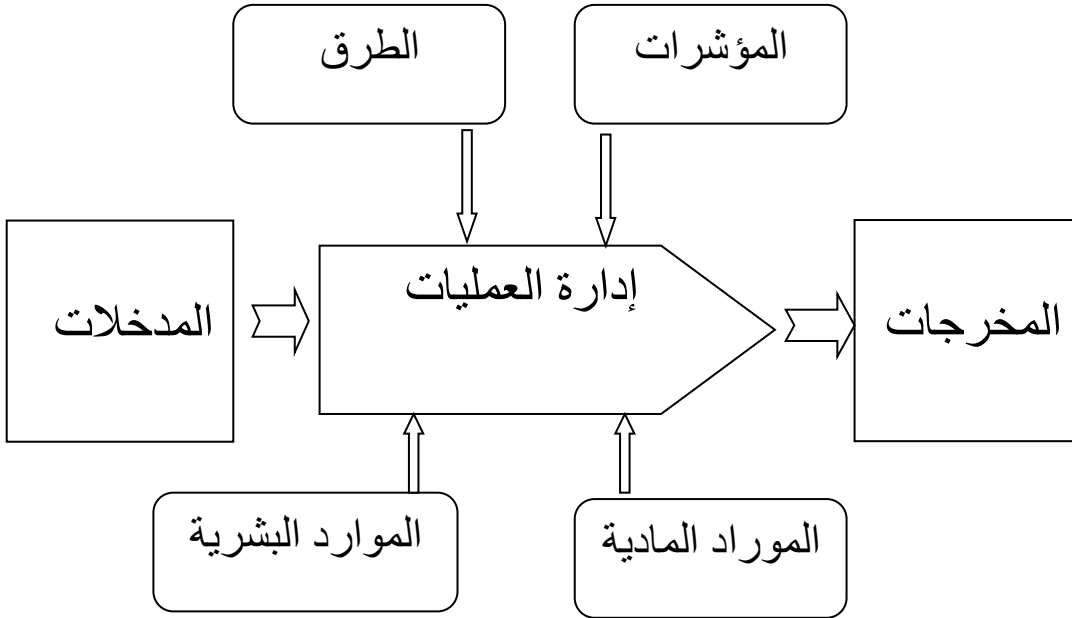 المؤشرات
الطرق
إدارة العمليات
المدخلات
المخرجات
الموارد البشرية
الموراد المادية